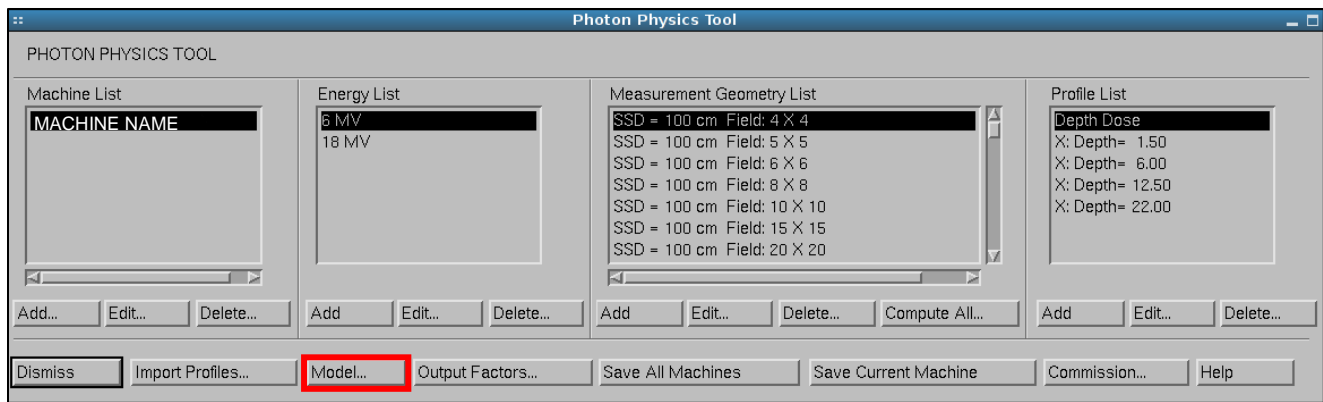 Photon Physics Tool
PHOTON PHYSICS TOOL
Machine List
MACHINE NAME
Add... Edit... Delete...
Energy List
6 MV
18 MV
Add Edit... Delete...
Measurement Geometry List
SSD = 100 cm Field: 4 X 4
SSD = 100 cm Field: 5 X 5
SSD = 100 cm Field: 6 X 6
SSD = 100 cm Field: 8 X 8
SSD = 100 cm Field: 10 X 10
SSD = 100 cm Field: 15 X 15
SSD = 100 cm Field: 20 X 20
Add Edit... Delete... Compute All...
Profile List
Depth Dose
X: Depth= 1.50
X: Depth= 6.00
X: Depth= 12.50
X: Depth= 22.00
Add Edit... Delete...
Dismiss Import Profiles... Model... Output Factors... Save All Machines Save Current Machine Commission... Help